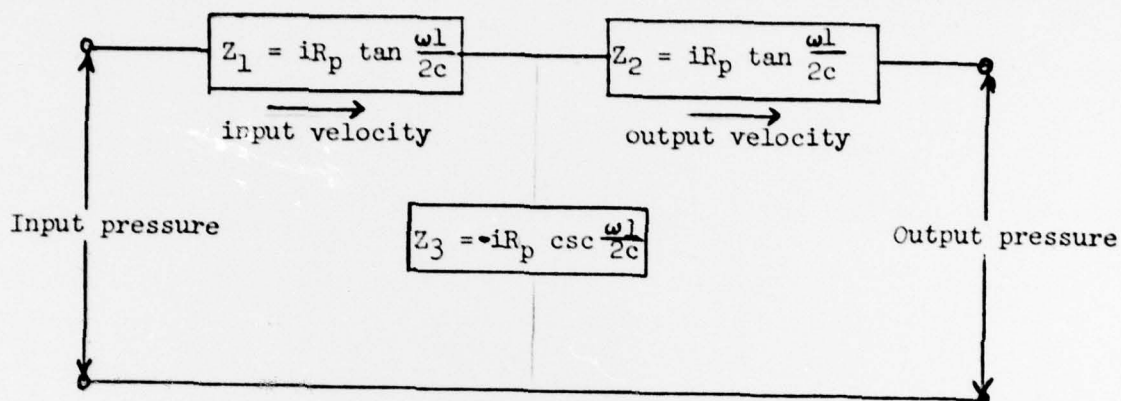 Z₁ = iRₚ tan ωl/2c
Z₂ = iRₚ tan ωl/2c
input velocity
output velocity
Input pressure
Z₃ = -iRₚ csc ωl/2c
Output pressure